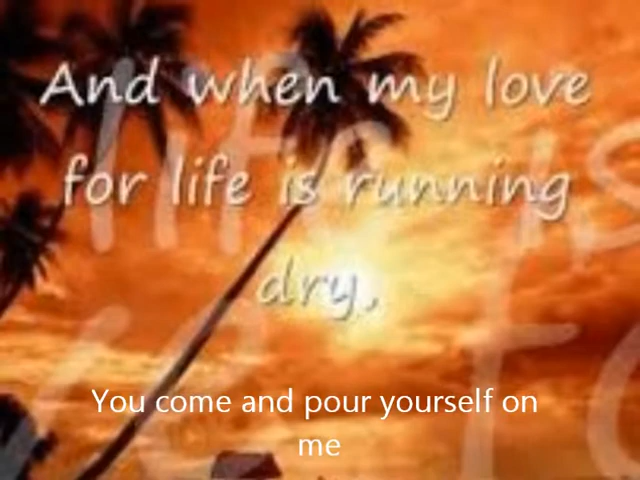 And when my love
for life is running
dry,
You come and pour yourself on
me